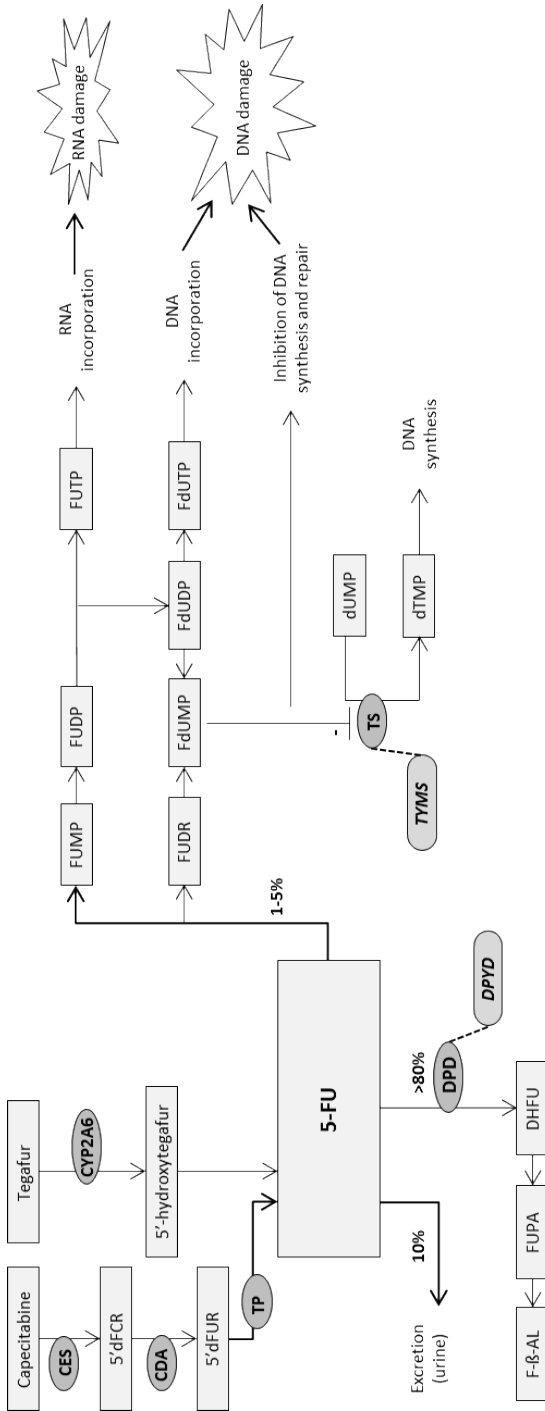 Capecitabine
CES
5'dFCR
CDA
5'dFUR
TP
Tegafur
CYP2A6
5'-hydroxytegafur
5-FU
10%
Excretion
(urine)
>80%
DPD
DPYD
DHFU
FUPA
F-ß-AL
1-5%
FUMP
FUDP
FUTP
RNA
incorporation
RNA damage
FUDR
FdUMP
FdUDP
FdUTP
DNA
incorporation
DNA damage
Inhibition of DNA
synthesis and repair
-
TS
TYMS
dUMP
dTMP
DNA
synthesis